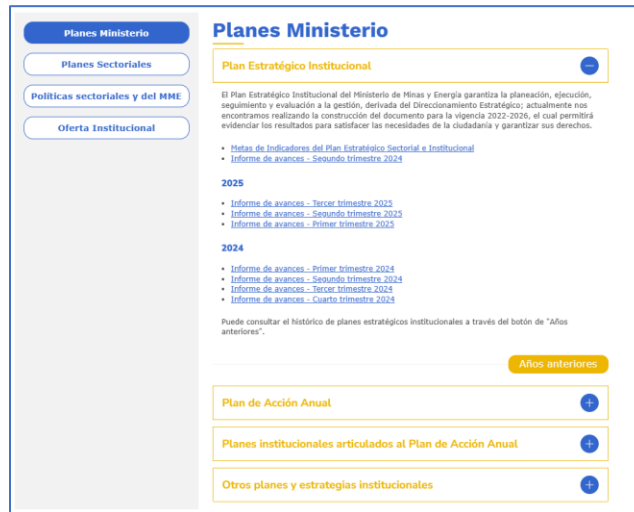 Planes Ministerio
Planes Sectoriales
Políticas sectoriales y del MME
Oferta Institucional
Planes Ministerio
Plan Estratégico Institucional
El Plan Estratégico Institucional del Ministerio de Minas y Energía garantiza la planeación, ejecución,
seguimiento y evaluación a la gestión, derivada del Direccionamiento Estratégico; actualmente nos
encontramos realizando la construcción del documento para la vigencia 2022-2026, el cual permitirá
evidenciar los resultados para satisfacer las necesidades de la ciudadanía y garantizar sus derechos.
• Metas de Indicadores del Plan Estratégico Sectorial e Institucional
• Informe de avances - Segundo trimestre 2024
2025
• Informe de avances - Tercer trimestre 2025
• Informe de avances - Segundo trimestre 2025
• Informe de avances - Primer trimestre 2025
2024
• Informe de avances - Primer trimestre 2024
• Informe de avances - Segundo trimestre 2024
• Informe de avances - Tercer trimestre 2024
• Informe de avances - Cuarto trimestre 2024
Puede consultar el histórico de planes estratégicos institucionales a través del botón de "Años
anteriores".
Años anteriores
Plan de Acción Anual
Planes institucionales articulados al Plan de Acción Anual
Otros planes y estrategias institucionales